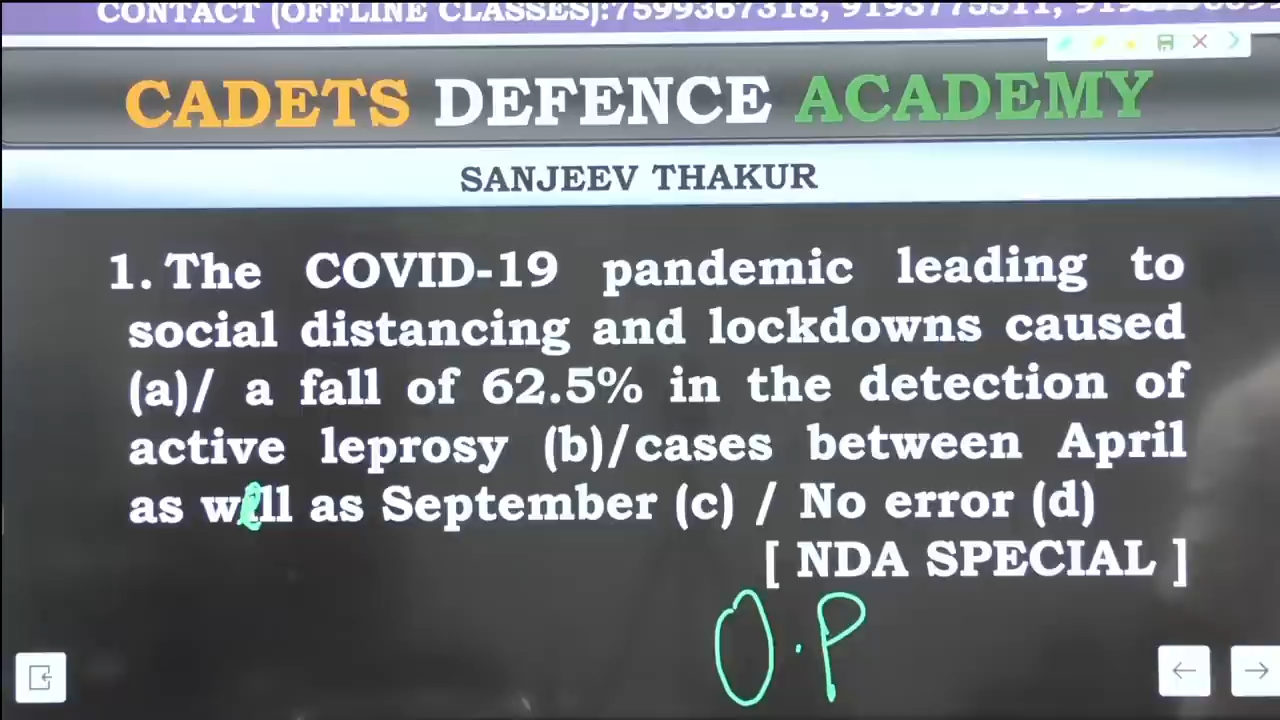 CONTACT (OFFLINE CLASSES):7599367318, 9193775511,
CADETS DEFENCE ACADEMY
SANJEEV THAKUR
1. The COVID-19 pandemic leading to
social distancing and lockdowns caused
(a)/ a fall of 62.5% in the detection of
active leprosy (b)/cases between April
as well as September (c) / No error (d)
[ NDA SPECIAL ]
O.P